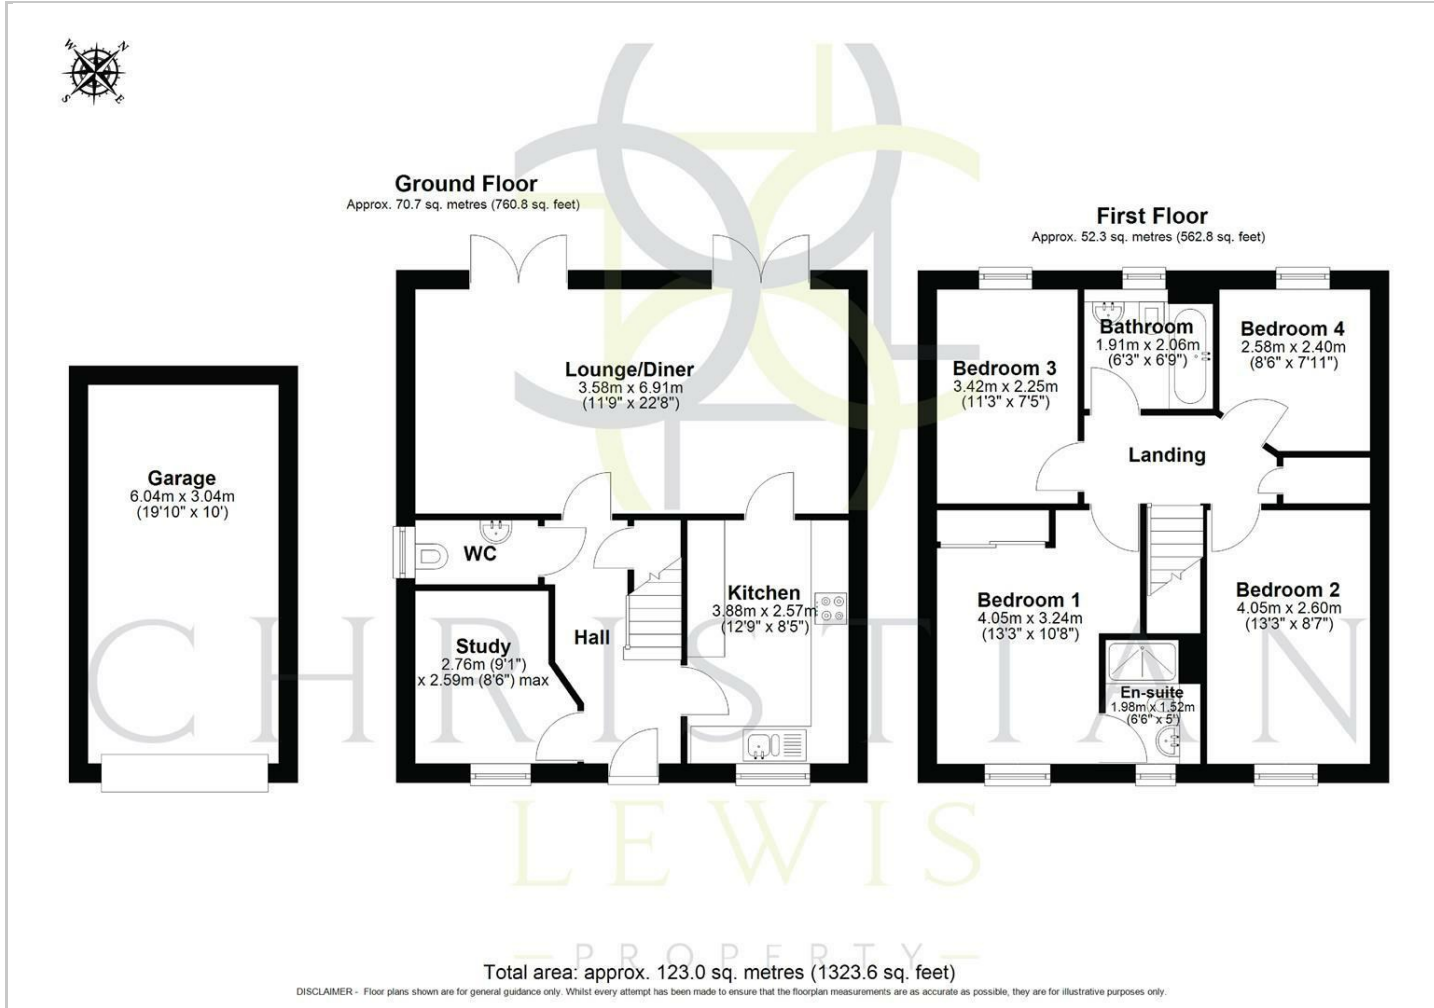 W
N
S
E
Ground Floor
Approx. 70.7 sq. metres (760.8 sq. feet)
First Floor
Approx. 52.3 sq. metres (562.8 sq. feet)
Garage
6.04m x 3.04m
(19'10" x 10')
Lounge/Diner
3.58m x 6.91m
(11'9" x 22'8")
WC
Study
2.76m (9'1")
x 2.59m (8'6") max
Hall
Kitchen
3.88m x 2.57m
(12'9" x 8'5")
Bedroom 3
3.42m x 2.25m
(11'3" x 7'5")
Bathroom
1.91m x 2.06m
(6'3" x 6'9")
Bedroom 4
2.58m x 2.40m
(8'6" x 7'11")
Landing
Bedroom 1
4.05m x 3.24m
(13'3" x 10'8")
En-suite
1.98m x 1.52m
(6'6" x 5')
Bedroom 2
4.05m x 2.60m
(13'3" x 8'7")
CHRISTIAN
LEWIS
PROPERTY
Total area: approx. 123.0 sq. metres (1323.6 sq. feet)
DISCLAIMER - Floor plans shown are for general guidance only. Whilst every attempt has been made to ensure that the floorplan measurements are as accurate as possible, they are for illustrative purposes only.